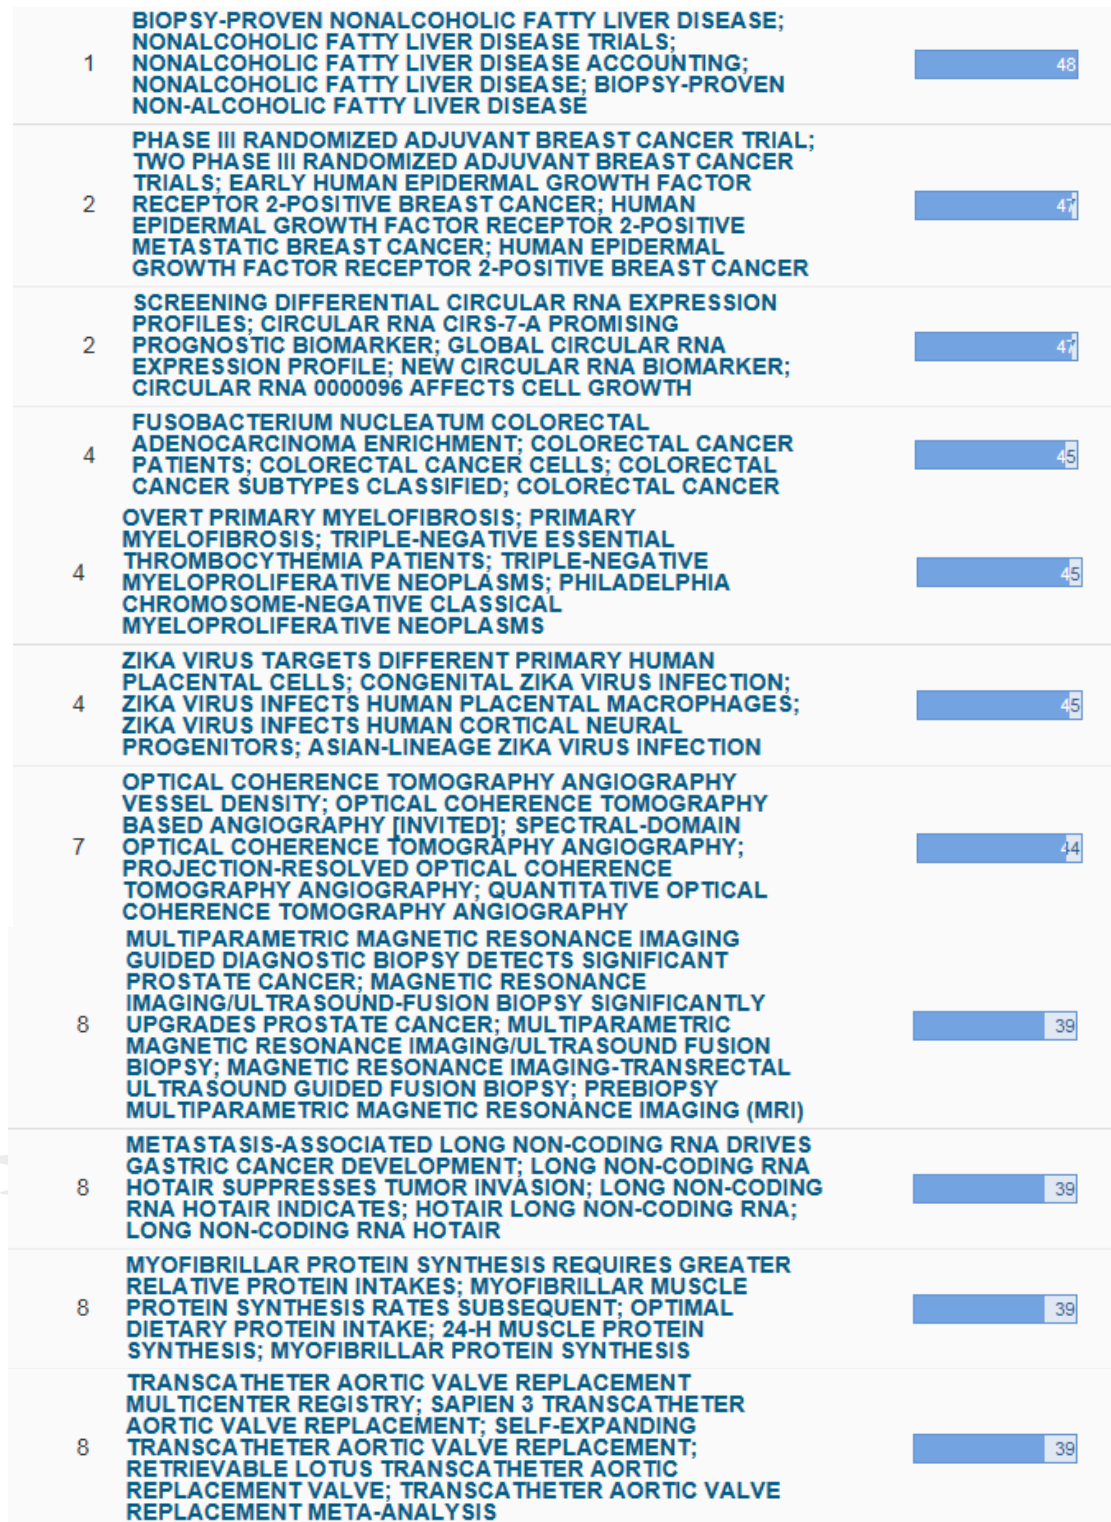 BIOPSY-PROVEN NONALCOHOLIC FATTY LIVER DISEASE;
NONALCOHOLIC FATTY LIVER DISEASE TRIALS;
1 NONALCOHOLIC FATTY LIVER DISEASE ACCOUNTING; 48
NONALCOHOLIC FATTY LIVER DISEASE; BIOPSY-PROVEN
NON-ALCOHOLIC FATTY LIVER DISEASE
PHASE III RANDOMIZED ADJUVANT BREAST CANCER TRIAL;
TWO PHASE III RANDOMIZED ADJUVANT BREAST CANCER
TRIALS; EARLY HUMAN EPIDERMAL GROWTH FACTOR
2 RECEPTOR 2-POSITIVE BREAST CANCER; HUMAN 47
EPIDERMAL GROWTH FACTOR RECEPTOR 2-POSITIVE
METASTATIC BREAST CANCER; HUMAN EPIDERMAL
GROWTH FACTOR RECEPTOR 2-POSITIVE BREAST CANCER
SCREENING DIFFERENTIAL CIRCULAR RNA EXPRESSION
PROFILES; CIRCULAR RNA CIRS-7-A PROMISING
2 PROGNOSTIC BIOMARKER; GLOBAL CIRCULAR RNA 47
EXPRESSION PROFILE; NEW CIRCULAR RNA BIOMARKER;
CIRCULAR RNA 0000096 AFFECTS CELL GROWTH
FUSOBACTERIUM NUCLEATUM COLORECTAL
ADENOCARCINOMA ENRICHMENT; COLORECTAL CANCER
4 PATIENTS; COLORECTAL CANCER CELLS; COLORECTAL 45
CANCER SUBTYPES CLASSIFIED; COLORECTAL CANCER
OVERT PRIMARY MYELOFIBROSIS; PRIMARY
MYELOFIBROSIS; TRIPLE-NEGATIVE ESSENTIAL
4 THROMBOCYTHEMIA PATIENTS; TRIPLE-NEGATIVE 45
MYELOPROLIFERATIVE NEOPLASMS; PHILADELPHIA
CHROMOSOME-NEGATIVE CLASSICAL
MYELOPROLIFERATIVE NEOPLASMS
ZIKA VIRUS TARGETS DIFFERENT PRIMARY HUMAN
PLACENTAL CELLS; CONGENITAL ZIKA VIRUS INFECTION;
4 ZIKA VIRUS INFECTS HUMAN PLACENTAL MACROPHAGES; 45
ZIKA VIRUS INFECTS HUMAN CORTICAL NEURAL
PROGENITORS; ASIAN-LINEAGE ZIKA VIRUS INFECTION
OPTICAL COHERENCE TOMOGRAPHY ANGIOGRAPHY
VESSEL DENSITY; OPTICAL COHERENCE TOMOGRAPHY
BASED ANGIOGRAPHY [INVITED]; SPECTRAL-DOMAIN
7 OPTICAL COHERENCE TOMOGRAPHY ANGIOGRAPHY; 44
PROJECTION-RESOLVED OPTICAL COHERENCE
TOMOGRAPHY ANGIOGRAPHY; QUANTITATIVE OPTICAL
COHERENCE TOMOGRAPHY ANGIOGRAPHY
MULTIPARAMETRIC MAGNETIC RESONANCE IMAGING
GUIDED DIAGNOSTIC BIOPSY DETECTS SIGNIFICANT
PROSTATE CANCER; MAGNETIC RESONANCE
IMAGING/ULTRASOUND-FUSION BIOPSY SIGNIFICANTLY
8 UPGRADES PROSTATE CANCER; MULTIPARAMETRIC 39
MAGNETIC RESONANCE IMAGING/ULTRASOUND FUSION
BIOPSY; MAGNETIC RESONANCE IMAGING-TRANSRECTAL
ULTRASOUND GUIDED FUSION BIOPSY; PREBIOPSY
MULTIPARAMETRIC MAGNETIC RESONANCE IMAGING (MRI)
METASTASIS-ASSOCIATED LONG NON-CODING RNA DRIVES
GASTRIC CANCER DEVELOPMENT; LONG NON-CODING RNA
8 HOTAIR SUPPRESSES TUMOR INVASION; LONG NON-CODING 39
RNA HOTAIR INDICATES; HOTAIR LONG NON-CODING RNA;
LONG NON-CODING RNA HOTAIR
MYOFIBRILLAR PROTEIN SYNTHESIS REQUIRES GREATER
RELATIVE PROTEIN INTAKES; MYOFIBRILLAR MUSCLE
8 PROTEIN SYNTHESIS RATES SUBSEQUENT; OPTIMAL 39
DIETARY PROTEIN INTAKE; 24-H MUSCLE PROTEIN
SYNTHESIS; MYOFIBRILLAR PROTEIN SYNTHESIS
TRANSCATHETER AORTIC VALVE REPLACEMENT
MULTICENTER REGISTRY; SAPIEN 3 TRANSCATHETER
AORTIC VALVE REPLACEMENT; SELF-EXPANDING
8 TRANSCATHETER AORTIC VALVE REPLACEMENT; 39
RETRIEVABLE LOTUS TRANSCATHETER AORTIC
REPLACEMENT VALVE; TRANSCATHETER AORTIC VALVE
REPLACEMENT META-ANALYSIS